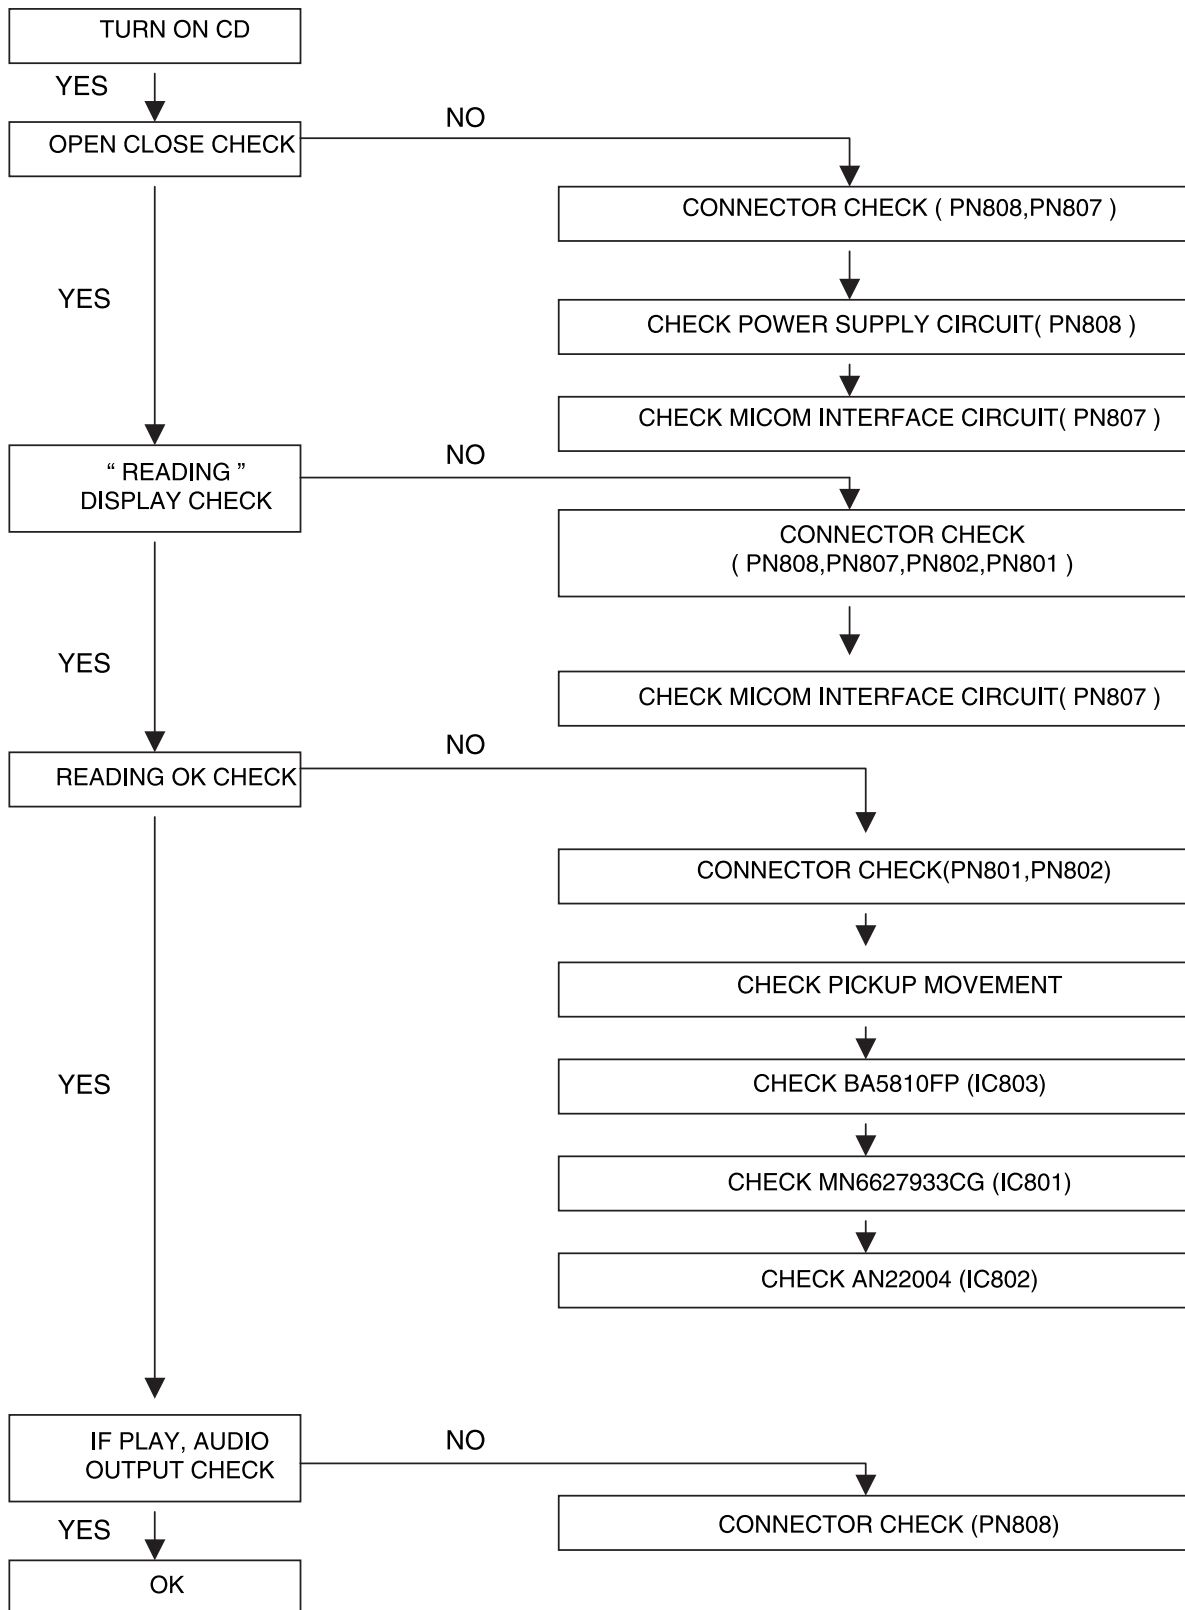 TURN ON CD
YES
OPEN CLOSE CHECK
NO
CONNECTOR CHECK ( PN808,PN807 )
YES
CHECK POWER SUPPLY CIRCUIT( PN808 )
CHECK MICOM INTERFACE CIRCUIT( PN807 )
“ READING ”
DISPLAY CHECK
NO
CONNECTOR CHECK
( PN808,PN807,PN802,PN801 )
YES
CHECK MICOM INTERFACE CIRCUIT( PN807 )
READING OK CHECK
NO
CONNECTOR CHECK(PN801,PN802)
CHECK PICKUP MOVEMENT
YES
CHECK BA5810FP (IC803)
CHECK MN6627933CG (IC801)
CHECK AN22004 (IC802)
IF PLAY, AUDIO
OUTPUT CHECK
NO
CONNECTOR CHECK (PN808)
YES
OK